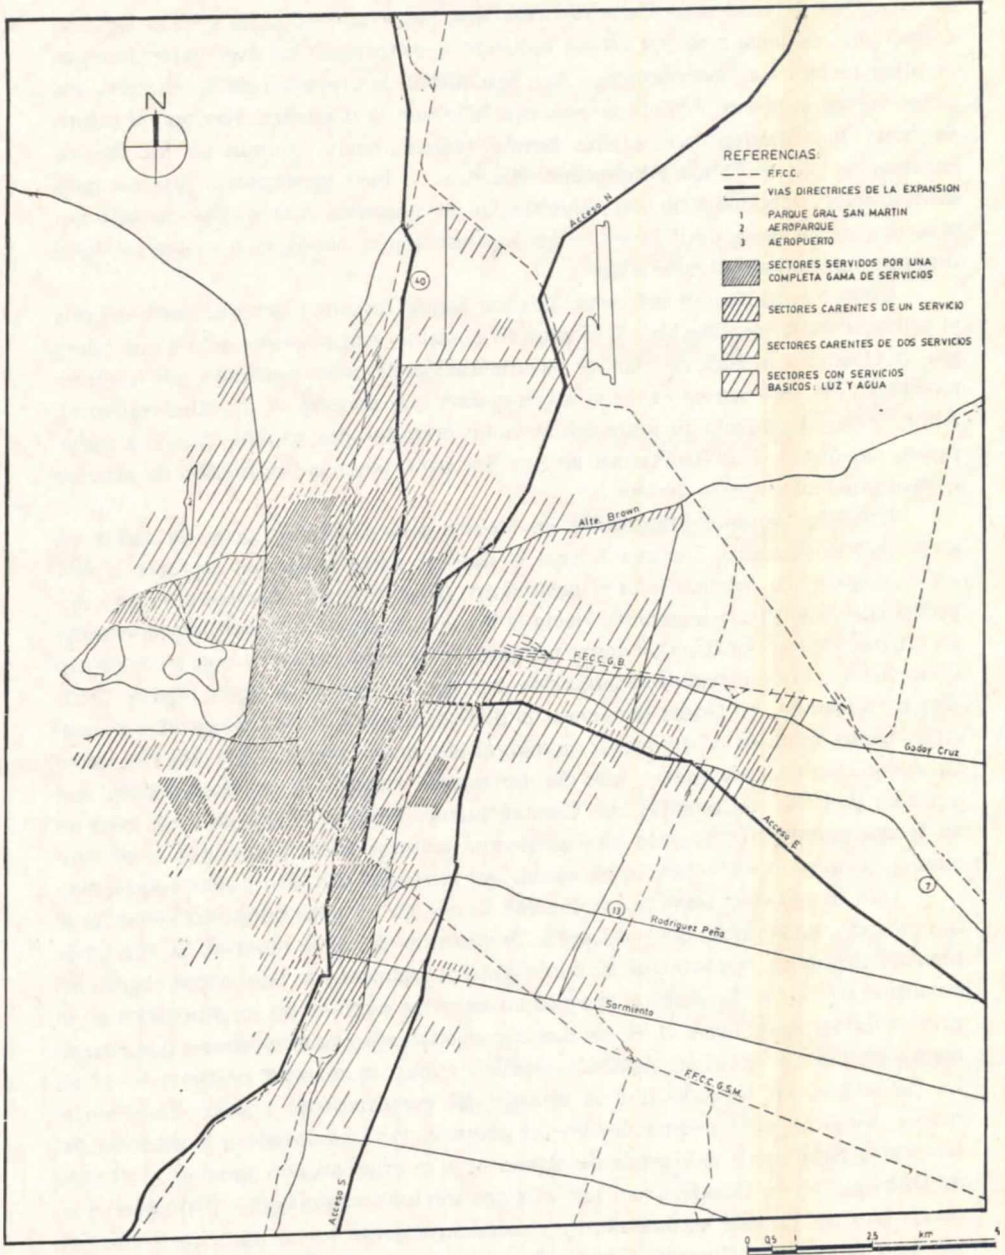 N
REFERENCIAS:
F.F.C.C.
VIAS DIRECTRICES DE LA EXPANSION
1 PARQUE GRAL SAN MARTIN
2 AEROPARQUE
3 AEROPUERTO
SECTORES SERVIDOS POR UNA
COMPLETA GAMA DE SERVICIOS
SECTORES CARENTES DE UN SERVICIO
SECTORES CARENTES DE DOS SERVICIOS
SECTORES CON SERVICIOS
BASICOS: LUZ Y AGUA
Acceso N
40
Alte. Brown
F.F.C.C. G.B.
Godoy Cruz
Acceso E
7
13
Rodriguez Peña
Sarmiento
F.F.C.C. G.S.M.
Acceso S
0 0.5 1 2.5 km